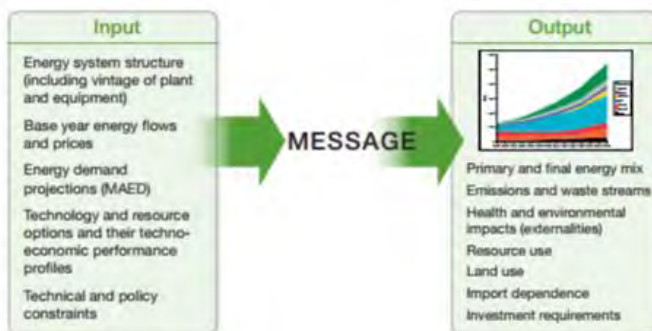 Input
Energy system structure
(including vintage of plant
and equipment)
Base year energy flows
and prices
Energy demand
projections (MAED)
Technology and resource
options and their techno-
economic performance
profiles
Technical and policy
constraints
MESSAGE
Output
Primary and final energy mix
Emissions and waste streams
Health and environmental
impacts (externalities)
Resource use
Land use
Import dependence
Investment requirements